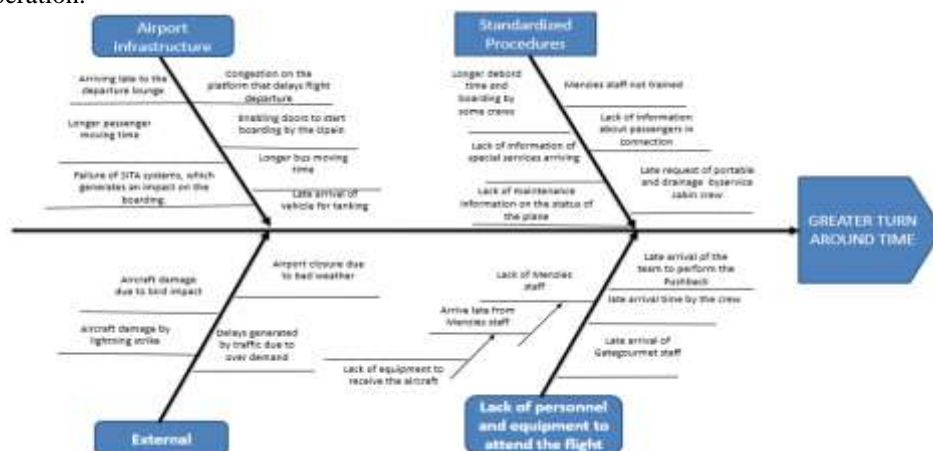 peration.
Airport
infrastructure
Standardized
Procedures
Arriving late to the
departure lounge
Congestion on the
platform that delays flight
departure
Longer passenger
moving time
Enabling doors to start
boarding by the Cipain
Failure of SITA systems, which
generates an impact on the
boarding.
Longer bus moving
time
Late arrival of
vehicle for tanking
Longer debord
time and
boarding by
some crews
Menzies staff not trained
Lack of information of
special services arriving
Lack of information
about passengers in
connection
Lack of maintenance
information on the status of
the plane
Late request of portable
and drainage byservice
cabin crew
GREATER TURN
AROUND TIME
Aircraft damage
due to bird impact
Airport closure due
to bad weather
Aircraft damage by
lightning strike
Delays generated
by traffic due to
over demand
Lack of Menzies
staff
Arrive late from
Menzies staff
Lack of equipment to
receive the aircraft
Late arrival of the
team to perform the
Pushback
late arrival time by the crew
Late arrival of
Gategourmet staff
External
Lack of personnel
and equipment to
attend the flight